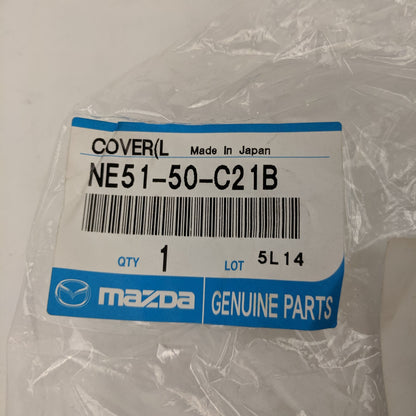 COVER(L Made In Japan
NE51-50-C21B
QTY 1 LOT 5L14
mazda GENUINE PARTS